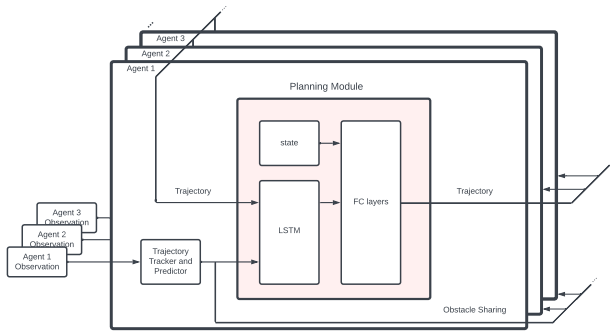 Agent 3
Agent 2
Agent 1
Planning Module
state
Trajectory
FC layers
Trajectory
LSTM
Agent 3
Observation
Agent 2
Observation
Agent 1
Observation
Trajectory
Tracker and
Predictor
Obstacle Sharing